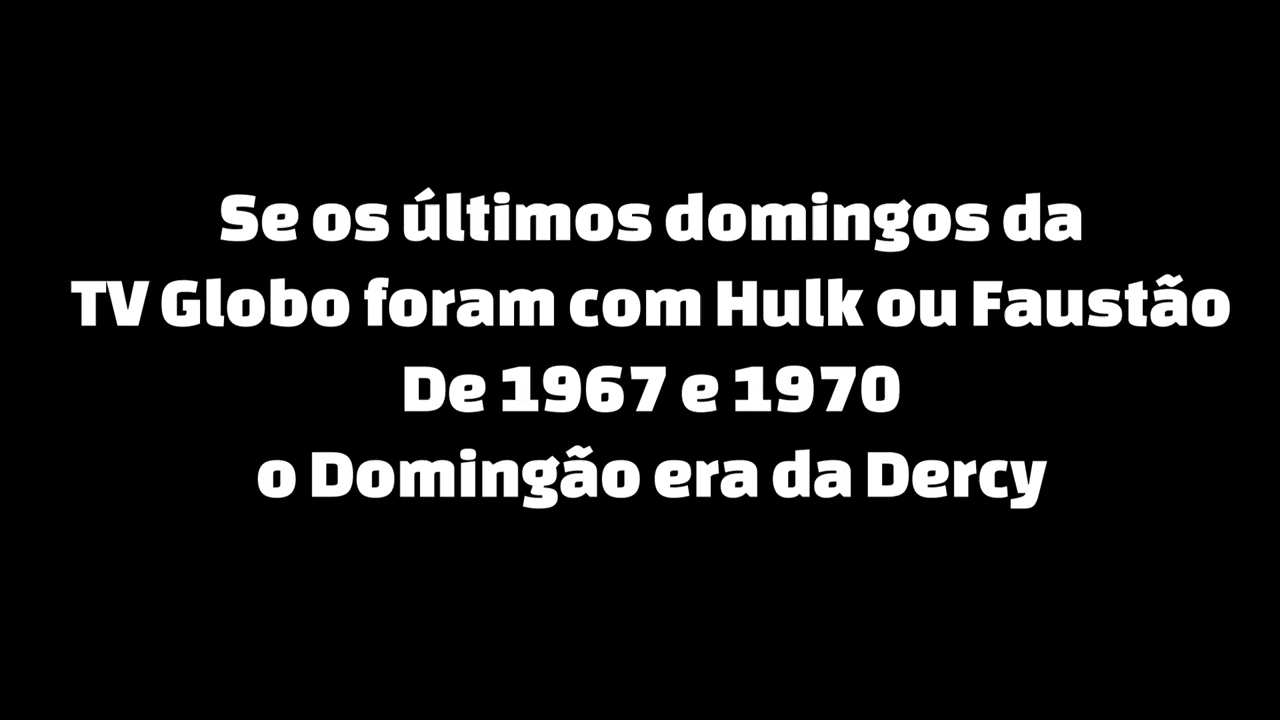 Se os últimos domingos da
TV Globo foram com Hulk ou Faustão
De 1967 e 1970
o Domingão era da Dercy